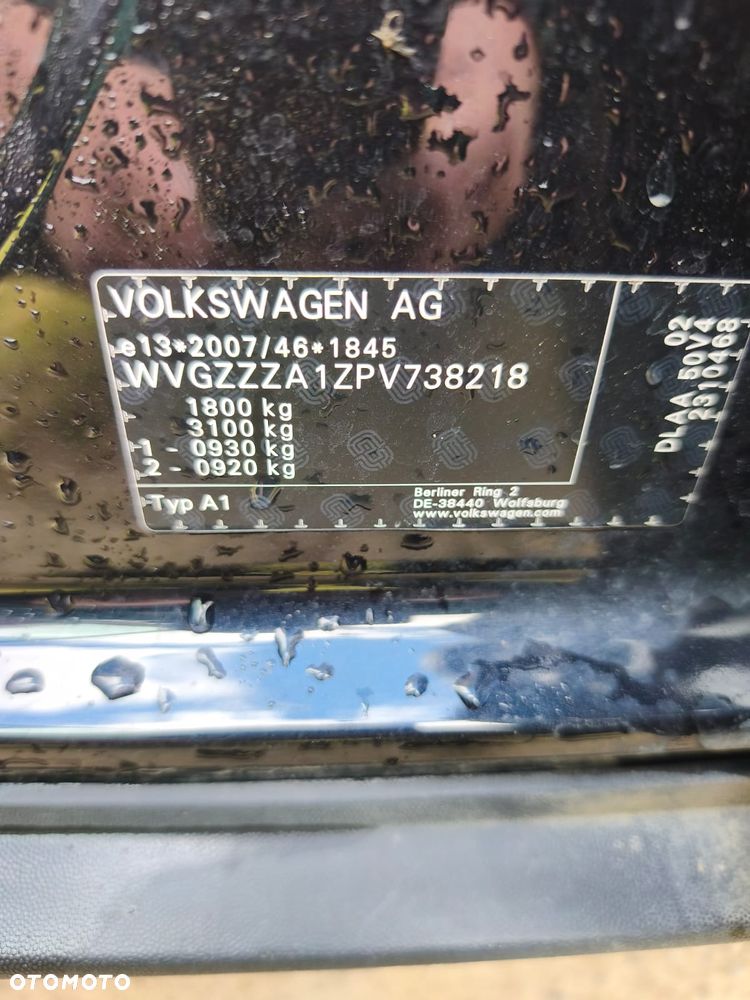 VOLKSWAGEN AG
e13*2007/46*1845
WVGZZZA1ZPV738218
1800 kg
3100 kg
1 - 0930 kg
2 - 0920 kg
Typ A1
Berliner Ring 2
DE-38440 Wolfsburg
www.volkswagen.com
02
DLAA 50V4
2310468
OTOMOTO